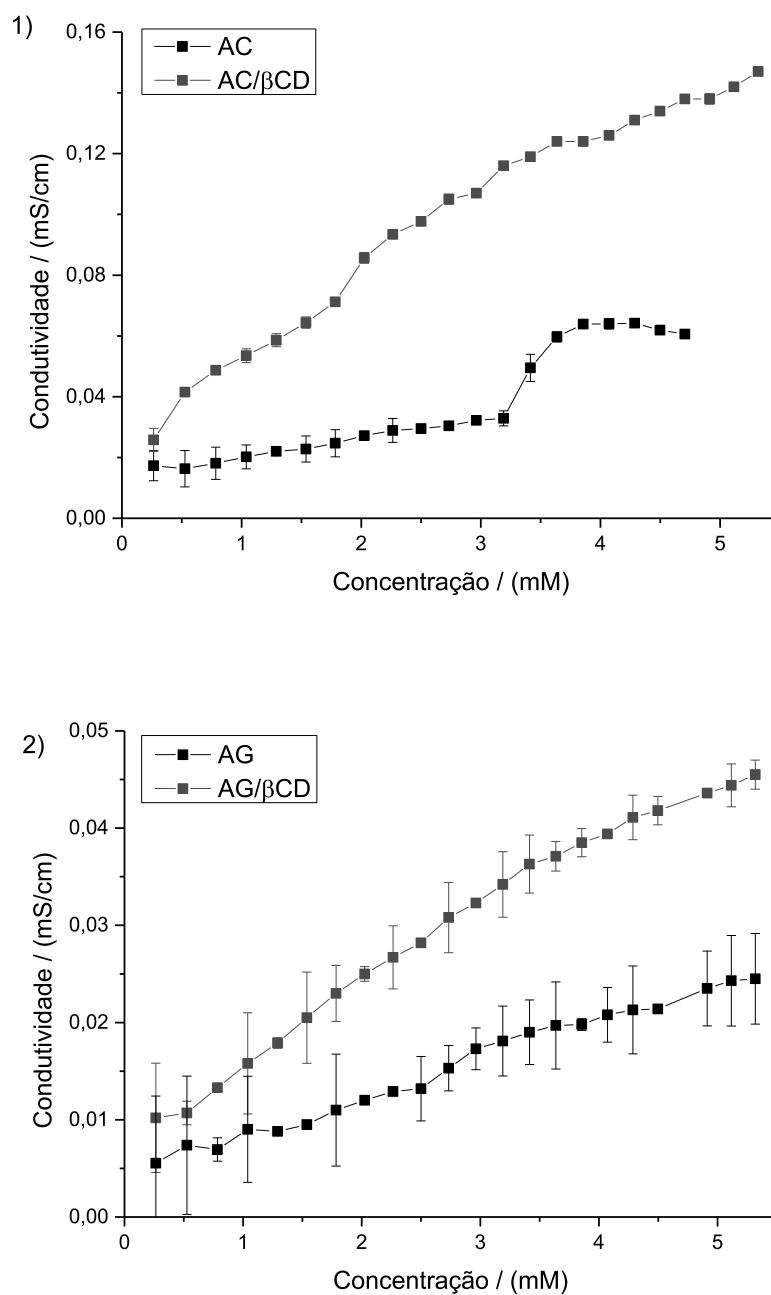 1)
AC
AC/βCD
0,16
0,12
0,08
0,04
0,00
Condutividade / (mS/cm)
0 1 2 3 4 5
Concentração / (mM)
2)
AG
AG/βCD
0,05
0,04
0,03
0,02
0,01
0,00
Condutividade / (mS/cm)
0 1 2 3 4 5
Concentração / (mM)